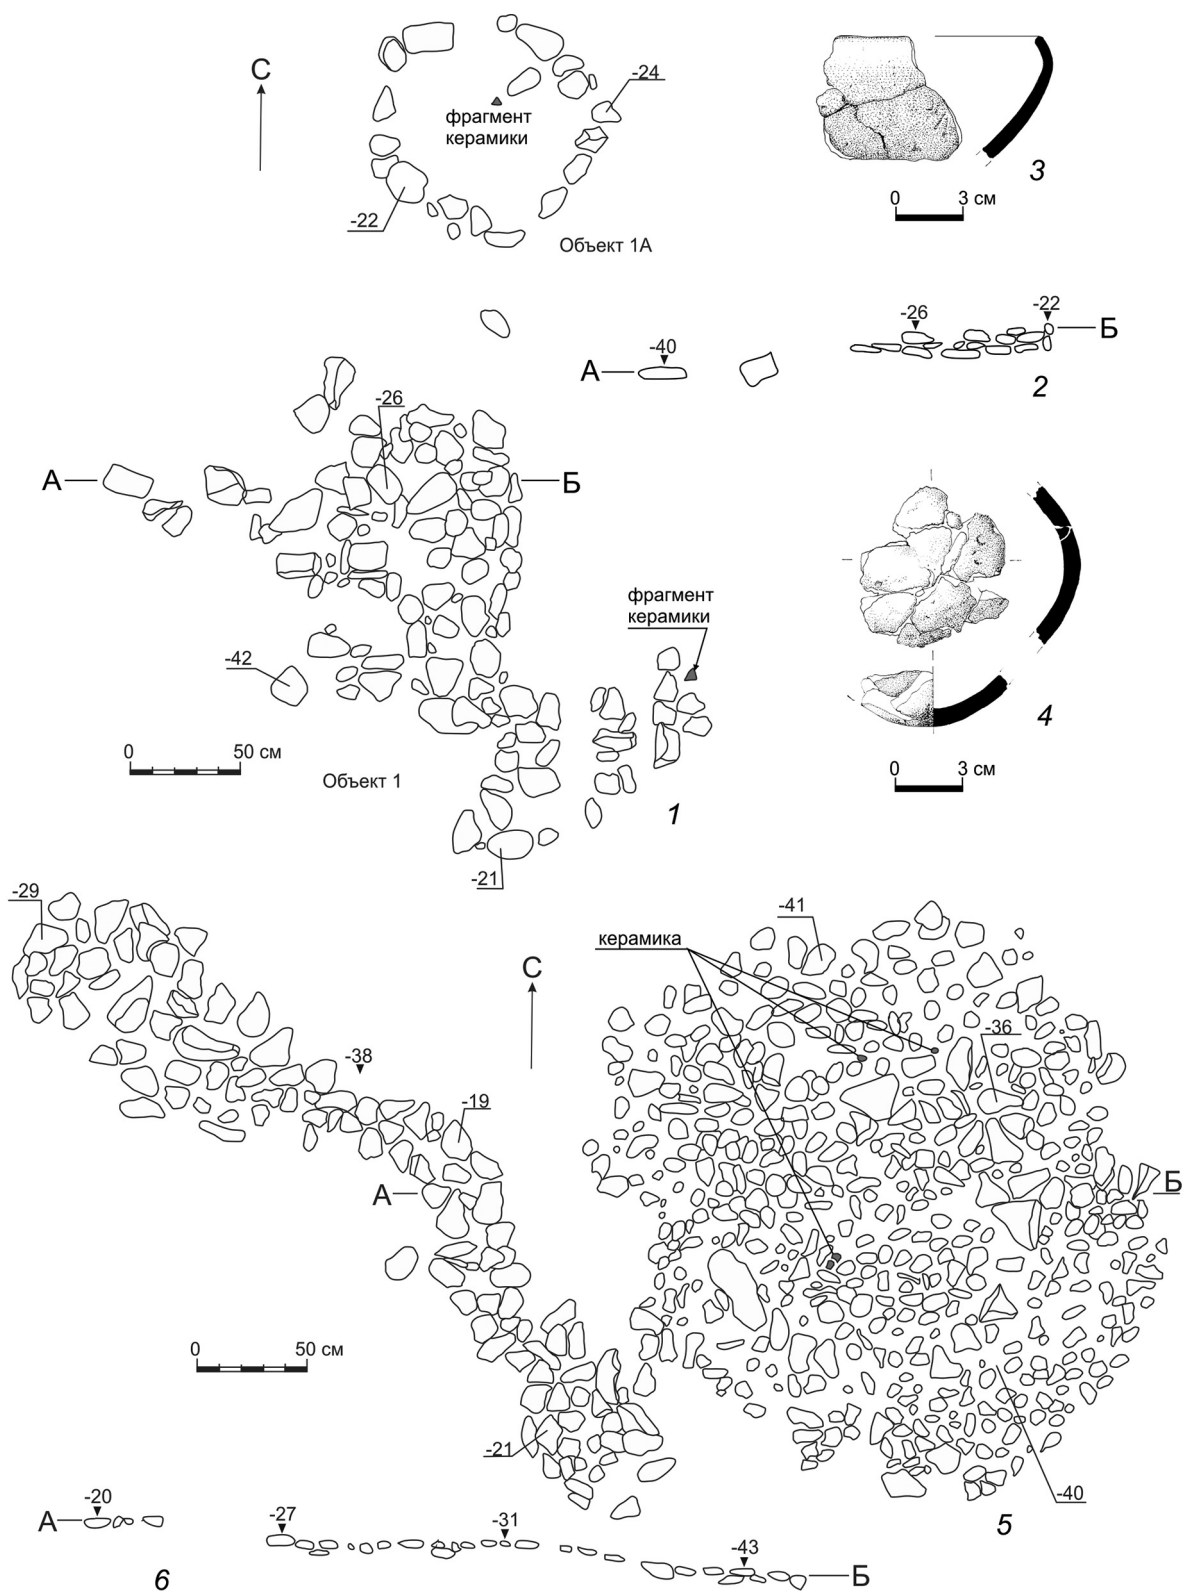 С
-24
фрагмент
керамики
-22
Объект 1А
3
0 3 см
-26
-22
Б
-40
А
2
-26
А
Б
фрагмент
керамики
-42
0 50 см
Объект 1
1
-21
4
0 3 см
-29
-41
керамика
С
-36
-38
-19
А
Б
0 50 см
-21
-40
5
-20
А
-27
-31
-43
Б
6